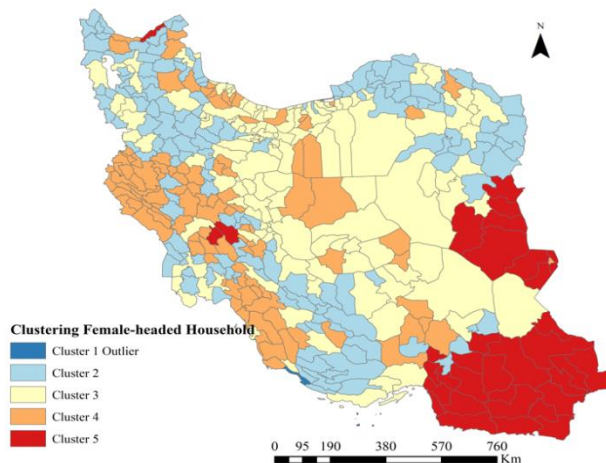 N
Clustering Female-headed Household
Cluster 1 Outlier
Cluster 2
Cluster 3
Cluster 4
Cluster 5
0 95 190 380 570 760
Km